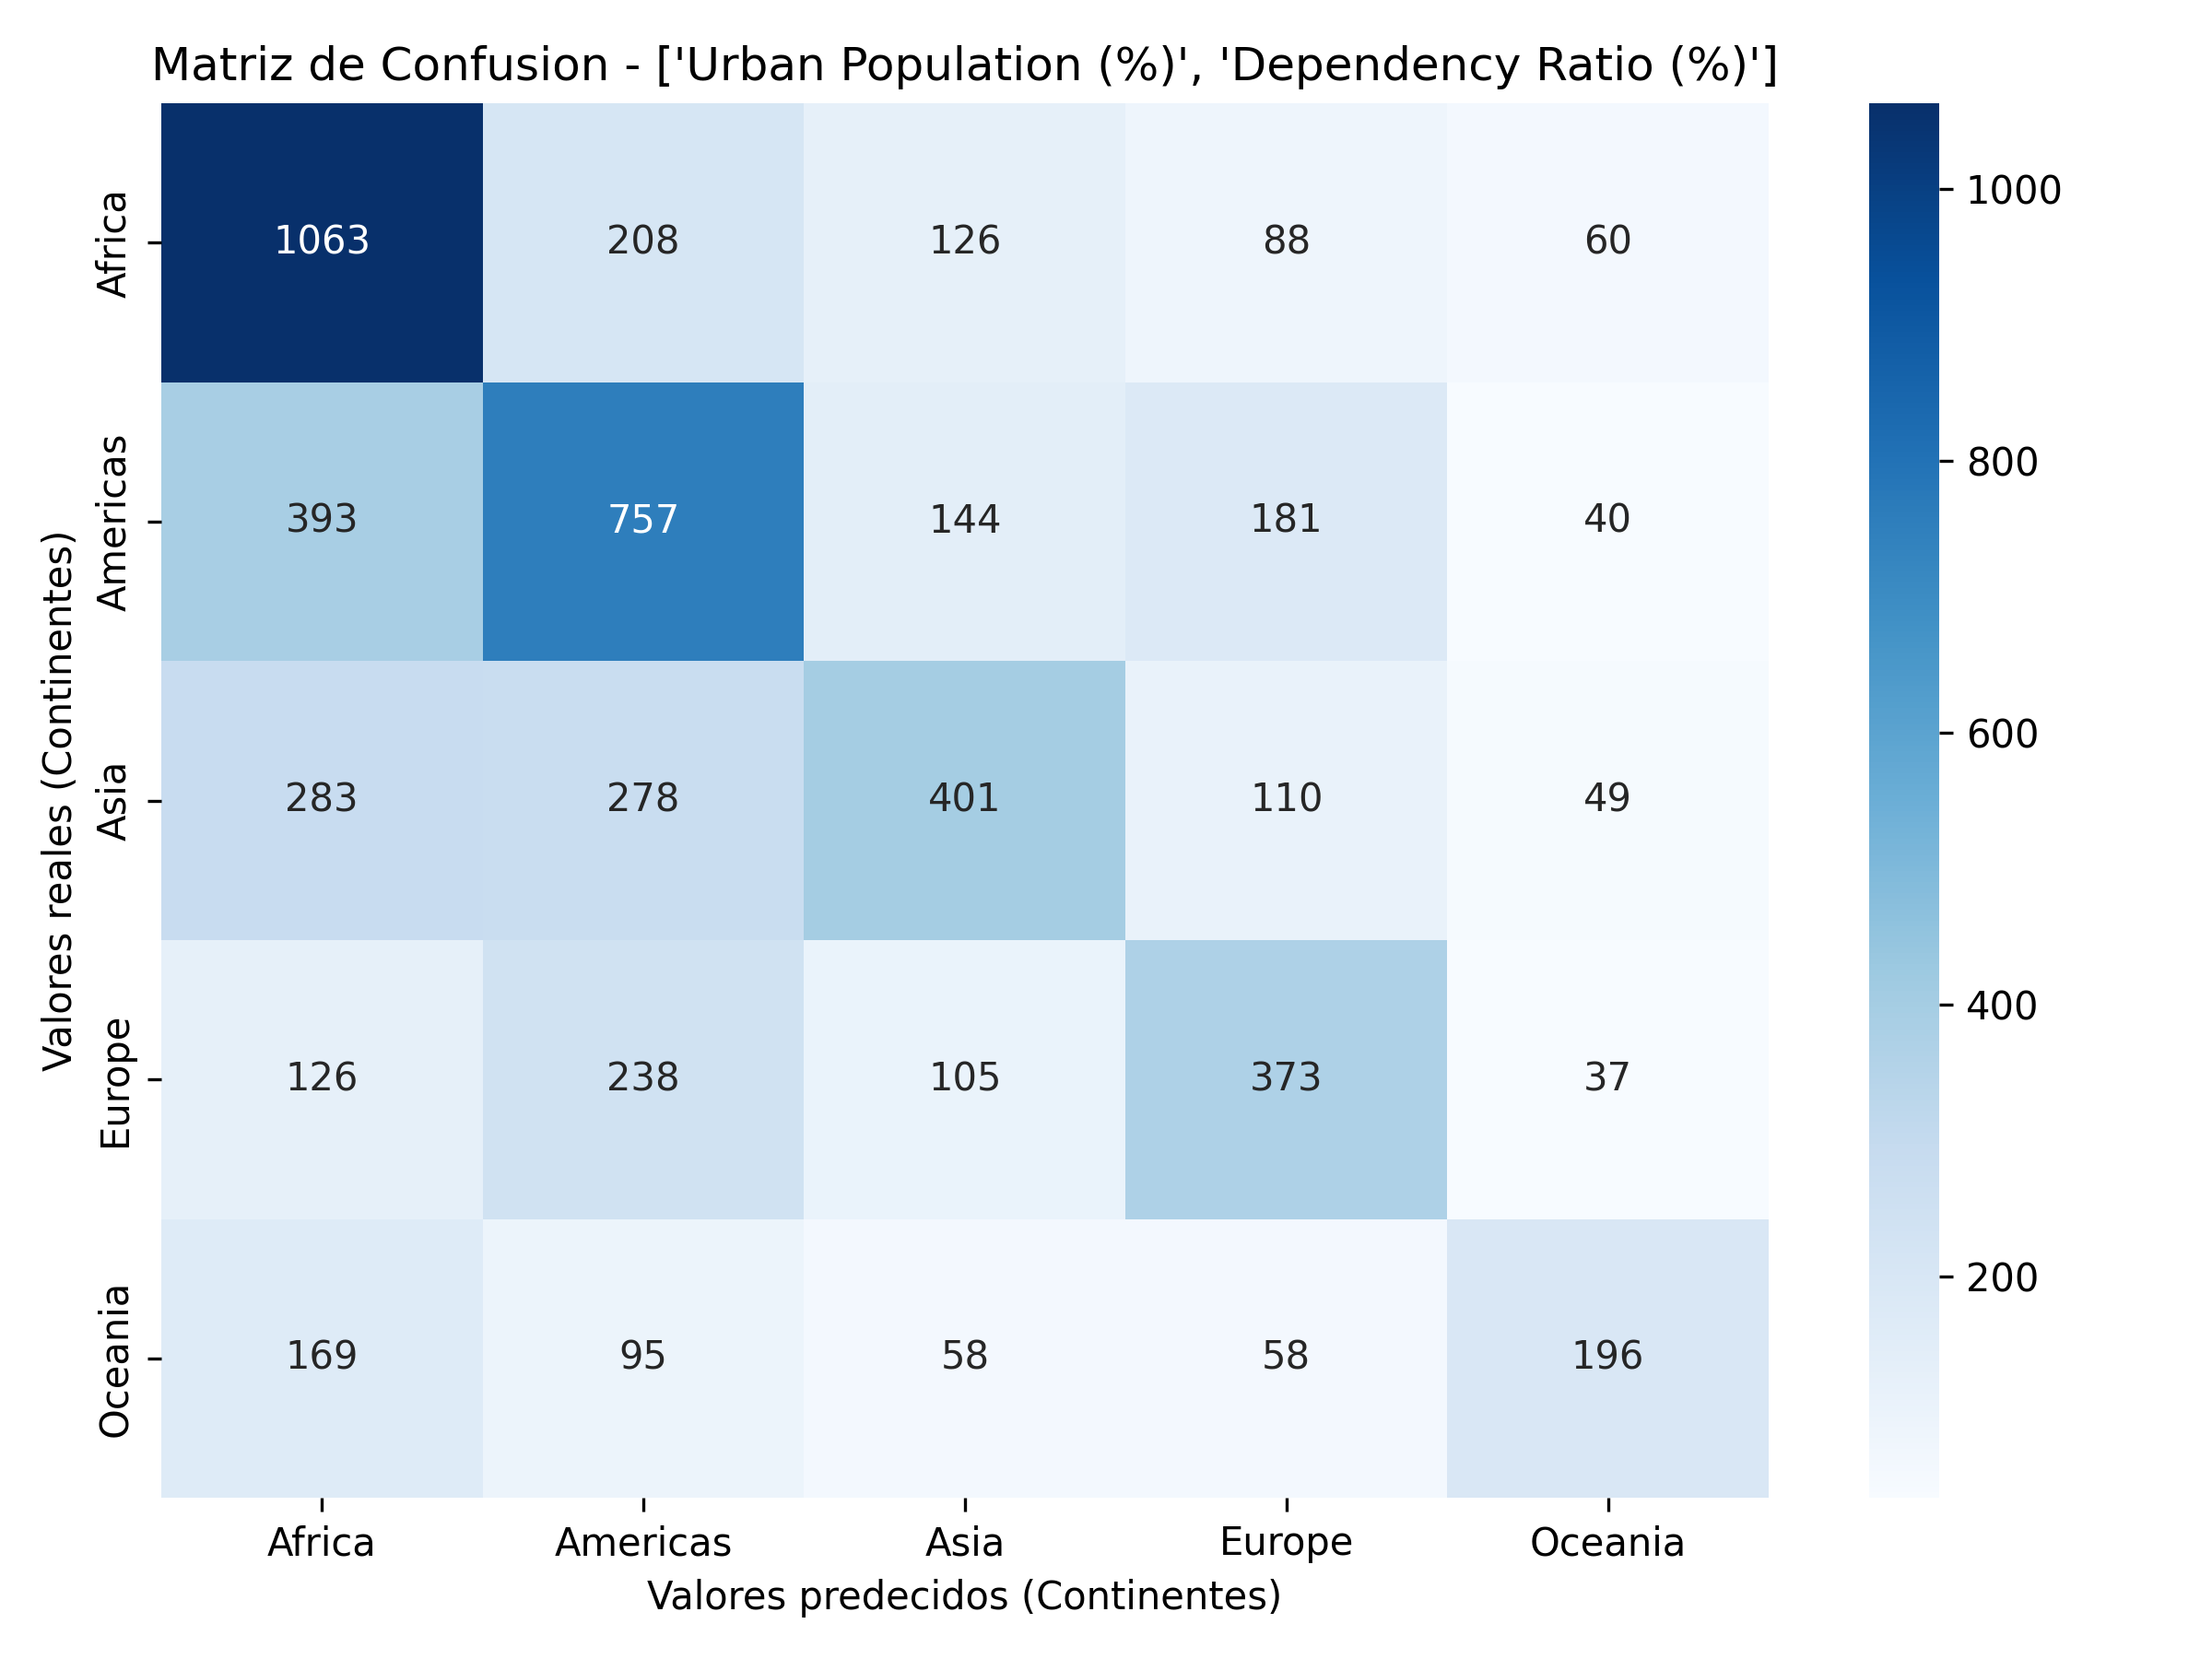 Matriz de Confusion - ['Urban Population (%)', 'Dependency Ratio (%)']
Valores reales (Continentes)
Africa
1063 208 126 88 60
Americas
393 757 144 181 40
Asia
283 278 401 110 49
Europe
126 238 105 373 37
Oceania
169 95 58 58 196
Africa Americas Asia Europe Oceania
Valores predecidos (Continentes)
1000
800
600
400
200